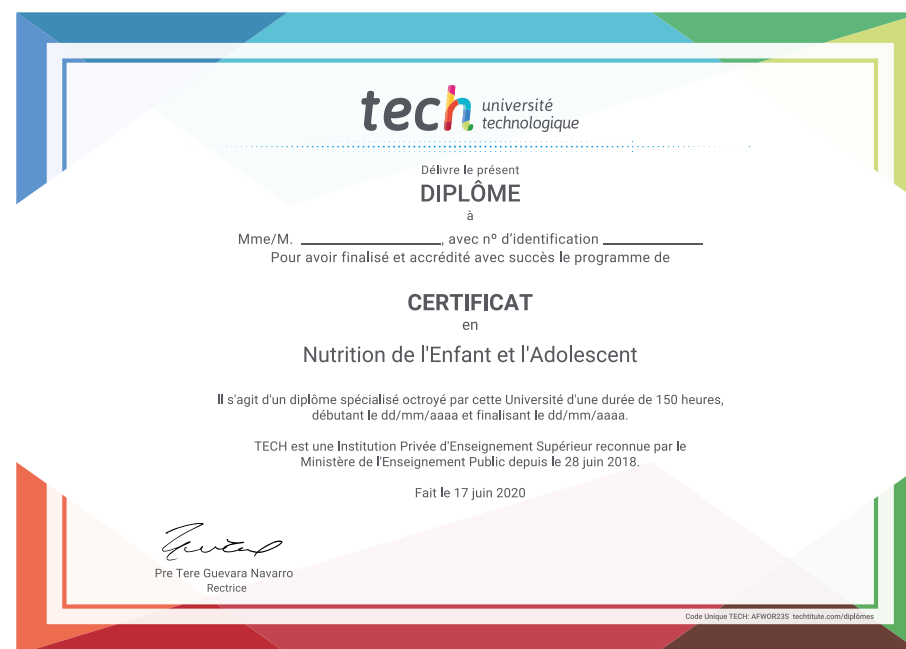 tech université
technologique
Délivre le présent
DIPLÔME
à
Mme/M. ____________________, avec nº d'identification ______________
Pour avoir finalisé et accrédité avec succès le programme de
CERTIFICAT
en
Nutrition de l'Enfant et l'Adolescent
Il s'agit d'un diplôme spécialisé octroyé par cette Université d'une durée de 150 heures,
débutant le dd/mm/aaaa et finalisant le dd/mm/aaaa.
TECH est une Institution Privée d'Enseignement Supérieur reconnue par le
Ministère de l'Enseignement Public depuis le 28 juin 2018.
Fait le 17 juin 2020
Pre Tere Guevara Navarro
Rectrice
Code Unique TECH: AFWOR23S techtitute.com/diplômes